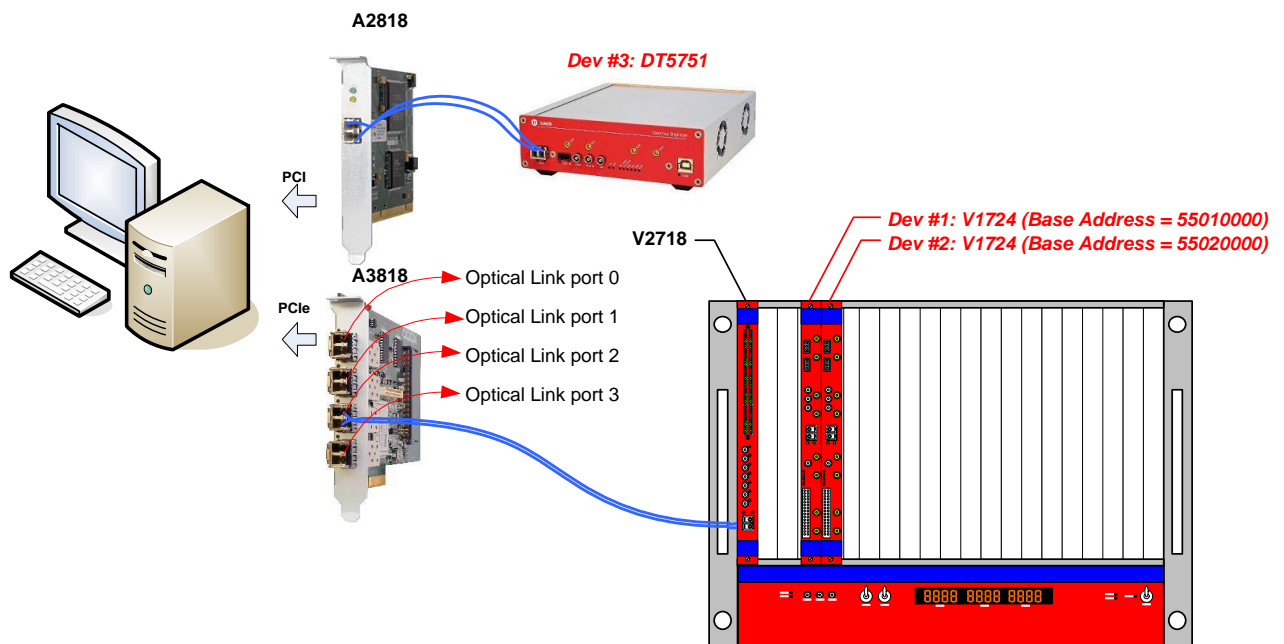 A2818
Dev #3: DT5751
PCI
Dev #1: V1724 (Base Address = 55010000)
Dev #2: V1724 (Base Address = 55020000)
V2718
A3818
Optical Link port 0
PCIe
Optical Link port 1
Optical Link port 2
Optical Link port 3
8888 8888 8888